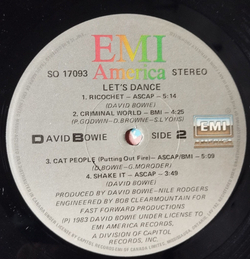 EMI
America
SO 17093
STEREO
LET'S DANCE
1. RICOCHET – ASCAP – 5:14
(DAVID BOWIE)
2. CRIMINAL WORLD – BMI – 4:25
(P.GODWIN - D.BROWNE - S.LYONS)
DAVID BOWIE
SIDE 2
EMI
3. CAT PEOPLE (Putting Out Fire) – ASCAP/BMI – 5:09
(D.BOWIE - G.MORODER)
4. SHAKE IT – ASCAP – 3:49
(DAVID BOWIE)
PRODUCED BY DAVID BOWIE - NILE RODGERS
ENGINEERED BY BOB CLEARMOUNTAIN FOR
FAST FORWARD PRODUCTIONS
(P) 1983 DAVID BOWIE UNDER LICENSE TO
EMI AMERICA RECORDS,
A DIVISION OF CAPITOL
RECORDS, INC.